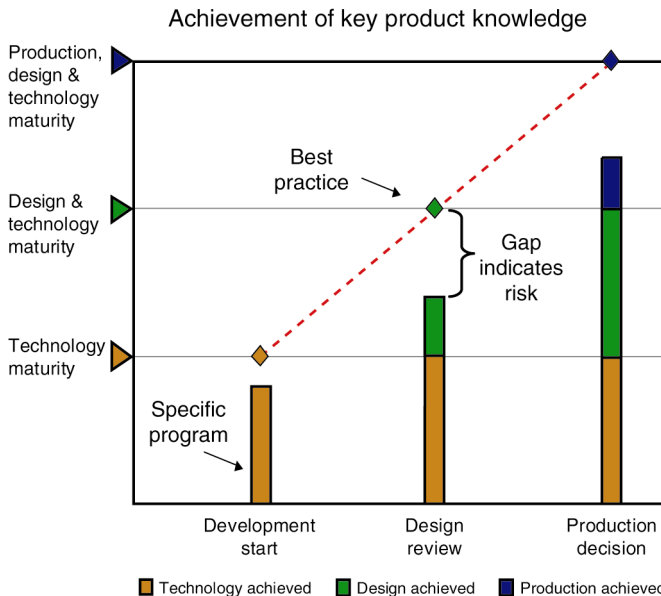 Achievement of key product knowledge
Production,
design &
technology
maturity
Best
practice
Design &
technology
maturity
Gap
indicates
risk
Technology
maturity
Specific
program
Development
start
Design
review
Production
decision
Technology achieved
Design achieved
Production achieved